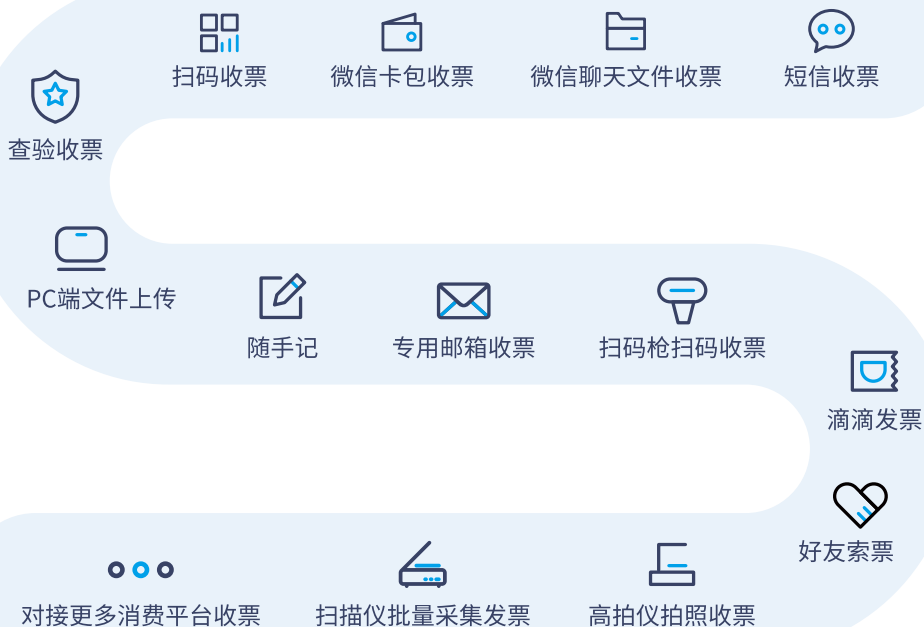 扫码收票
微信卡包收票
微信聊天文件收票
短信收票
查验收票
PC端文件上传
随手记
专用邮箱收票
扫码枪扫码收票
滴滴发票
好友索票
对接更多消费平台收票
扫描仪批量采集发票
高拍仪拍照收票